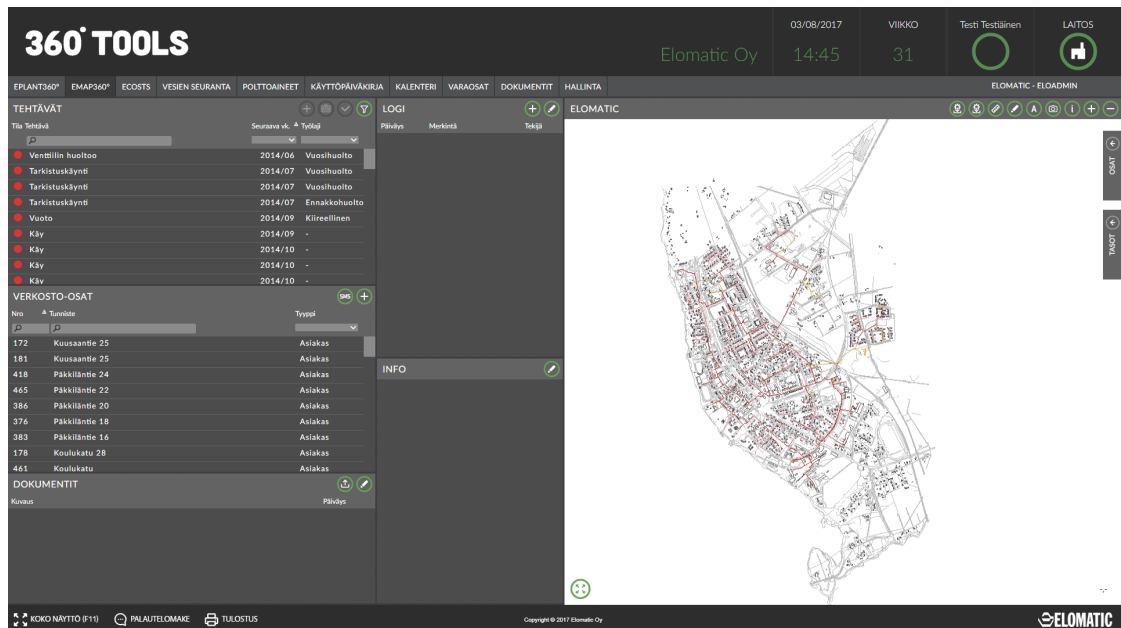 360° TOOLS
Elomatic Oy
03/08/2017
14:45
VIIKKO
31
Testi Testiäinen
LAITOS
EPLANT360° EMAP360° ECOSTS VESIEN SEURANTA POLTTOAINEET KÄYTTÖPÄIVÄKIRJA KALENTERI VARAOSAT DOKUMENTIT HALLINTA
ELOMATIC - ELOADMIN
TEHTÄVÄT
Tila Tehtävä Seuraava vk. Työlaji
Venttiilin huoltoo 2014/06 Vuosihuolto
Tarkistuskäynti 2014/07 Vuosihuolto
Tarkistuskäynti 2014/07 Vuosihuolto
Tarkistuskäynti 2014/07 Ennakkohuolto
Vuoto 2014/09 Kiireellinen
Käy 2014/09 -
Käy 2014/10 -
Käy 2014/10 -
Käy 2014/10 -
VERKOSTO-OSAT
SMS
Nro Tunniste Tyyppi
172 Kuusaantie 25 Asiakas
181 Kuusaantie 25 Asiakas
418 Päkkiläntie 24 Asiakas
465 Päkkiläntie 22 Asiakas
386 Päkkiläntie 20 Asiakas
376 Päkkiläntie 18 Asiakas
383 Päkkiläntie 16 Asiakas
178 Koulukatu 28 Asiakas
461 Koulukatu Asiakas
DOKUMENTIT
Kuvaus Päiväys
LOGI
Päiväys Merkintä Tekijä
INFO
ELOMATIC
A
i
OSAT
TASOT
KOKO NÄYTTÖ (F11) PALAUTELOMAKE TULOSTUS
Copyright © 2017 Elomatic Oy
ELOMATIC